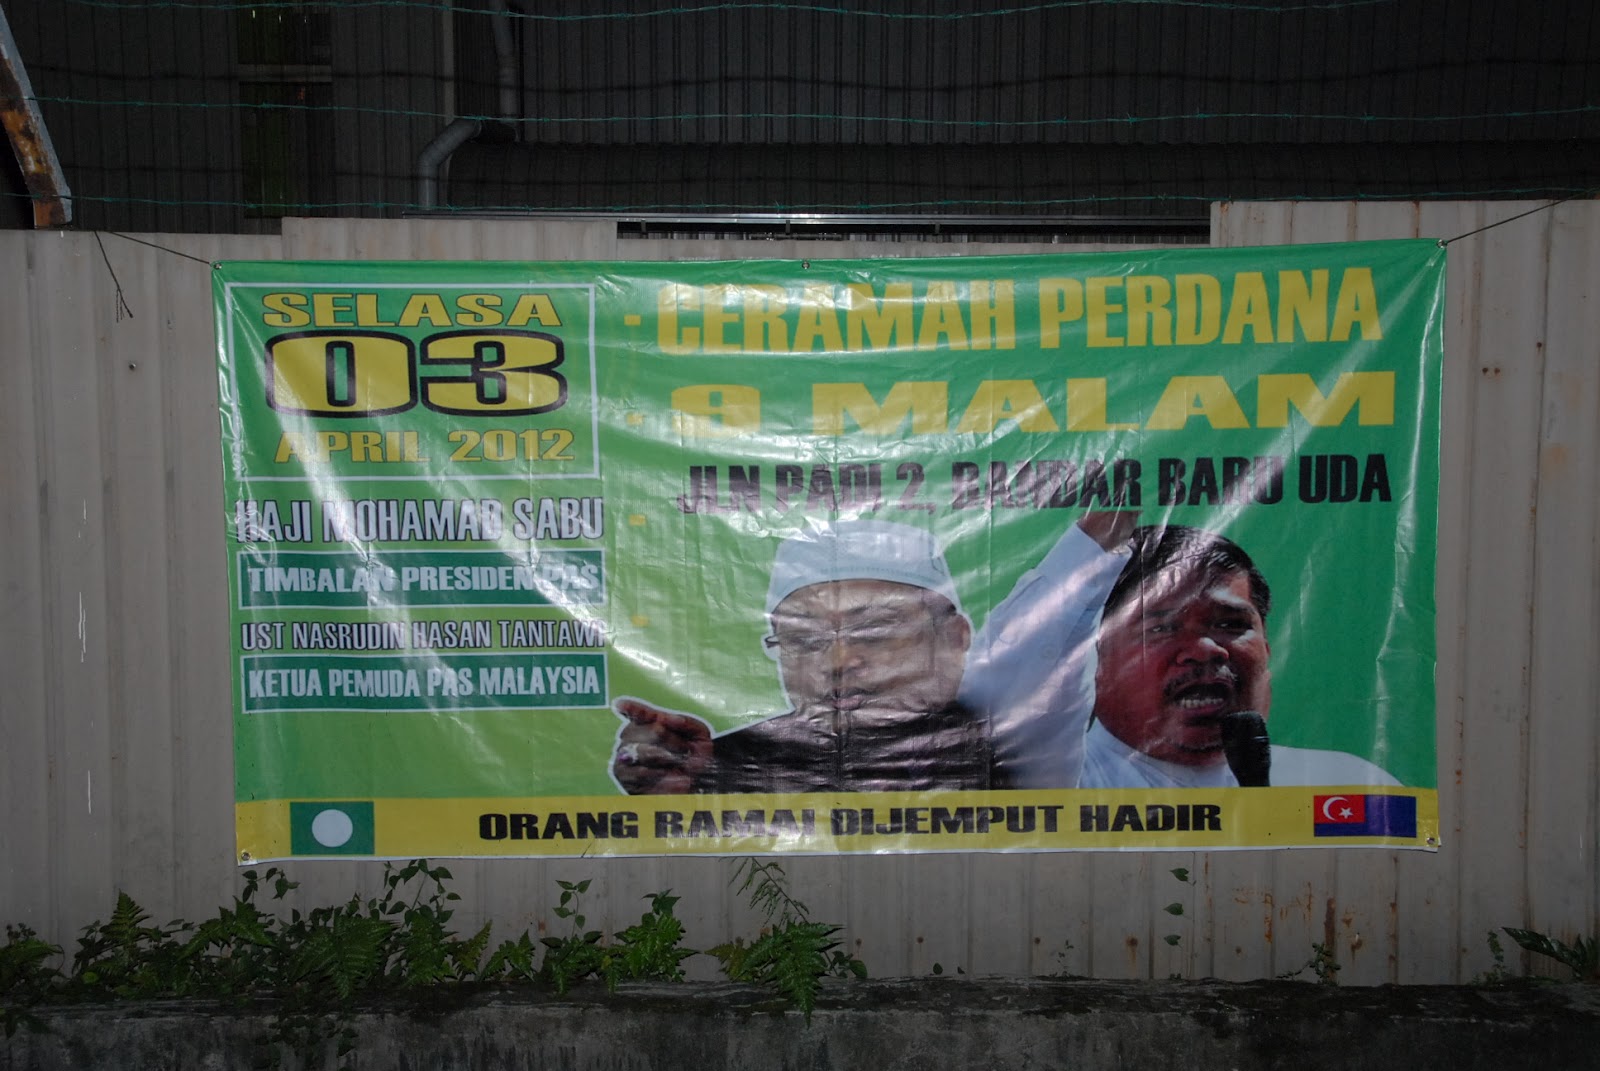 SELASA
03
APRIL 2012
HAJI MOHAMAD SABU
TIMBALAN PRESIDEN PAS
UST NASRUDIN HASAN TANTAWI
KETUA PEMUDA PAS MALAYSIA
- CERAMAH PERDANA
- 9 MALAM
- JLN PADI 2, BANDAR BARU UDA
ORANG RAMAI DIJEMPUT HADIR